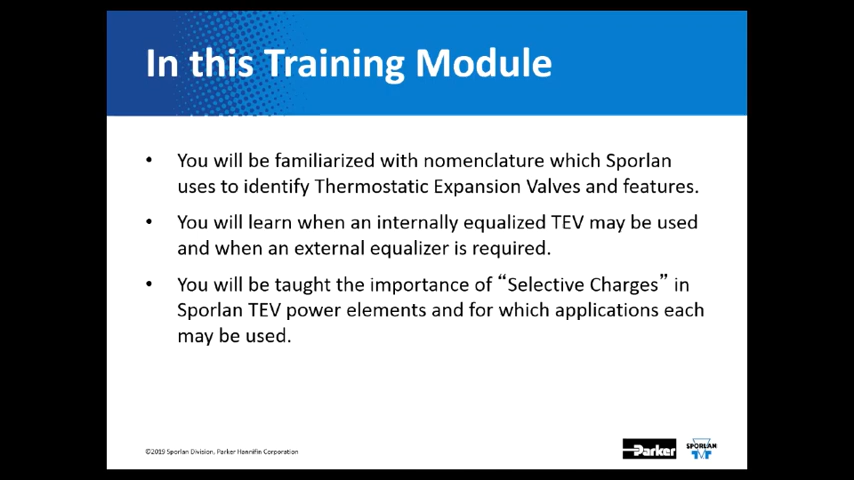 In this Training Module
• You will be familiarized with nomenclature which Sporlan
uses to identify Thermostatic Expansion Valves and features.
• You will learn when an internally equalized TEV may be used
and when an external equalizer is required.
• You will be taught the importance of “Selective Charges” in
Sporlan TEV power elements and for which applications each
may be used.
©2019 Sporlan Division, Parker Hannifin Corporation
Parker
SPORLAN